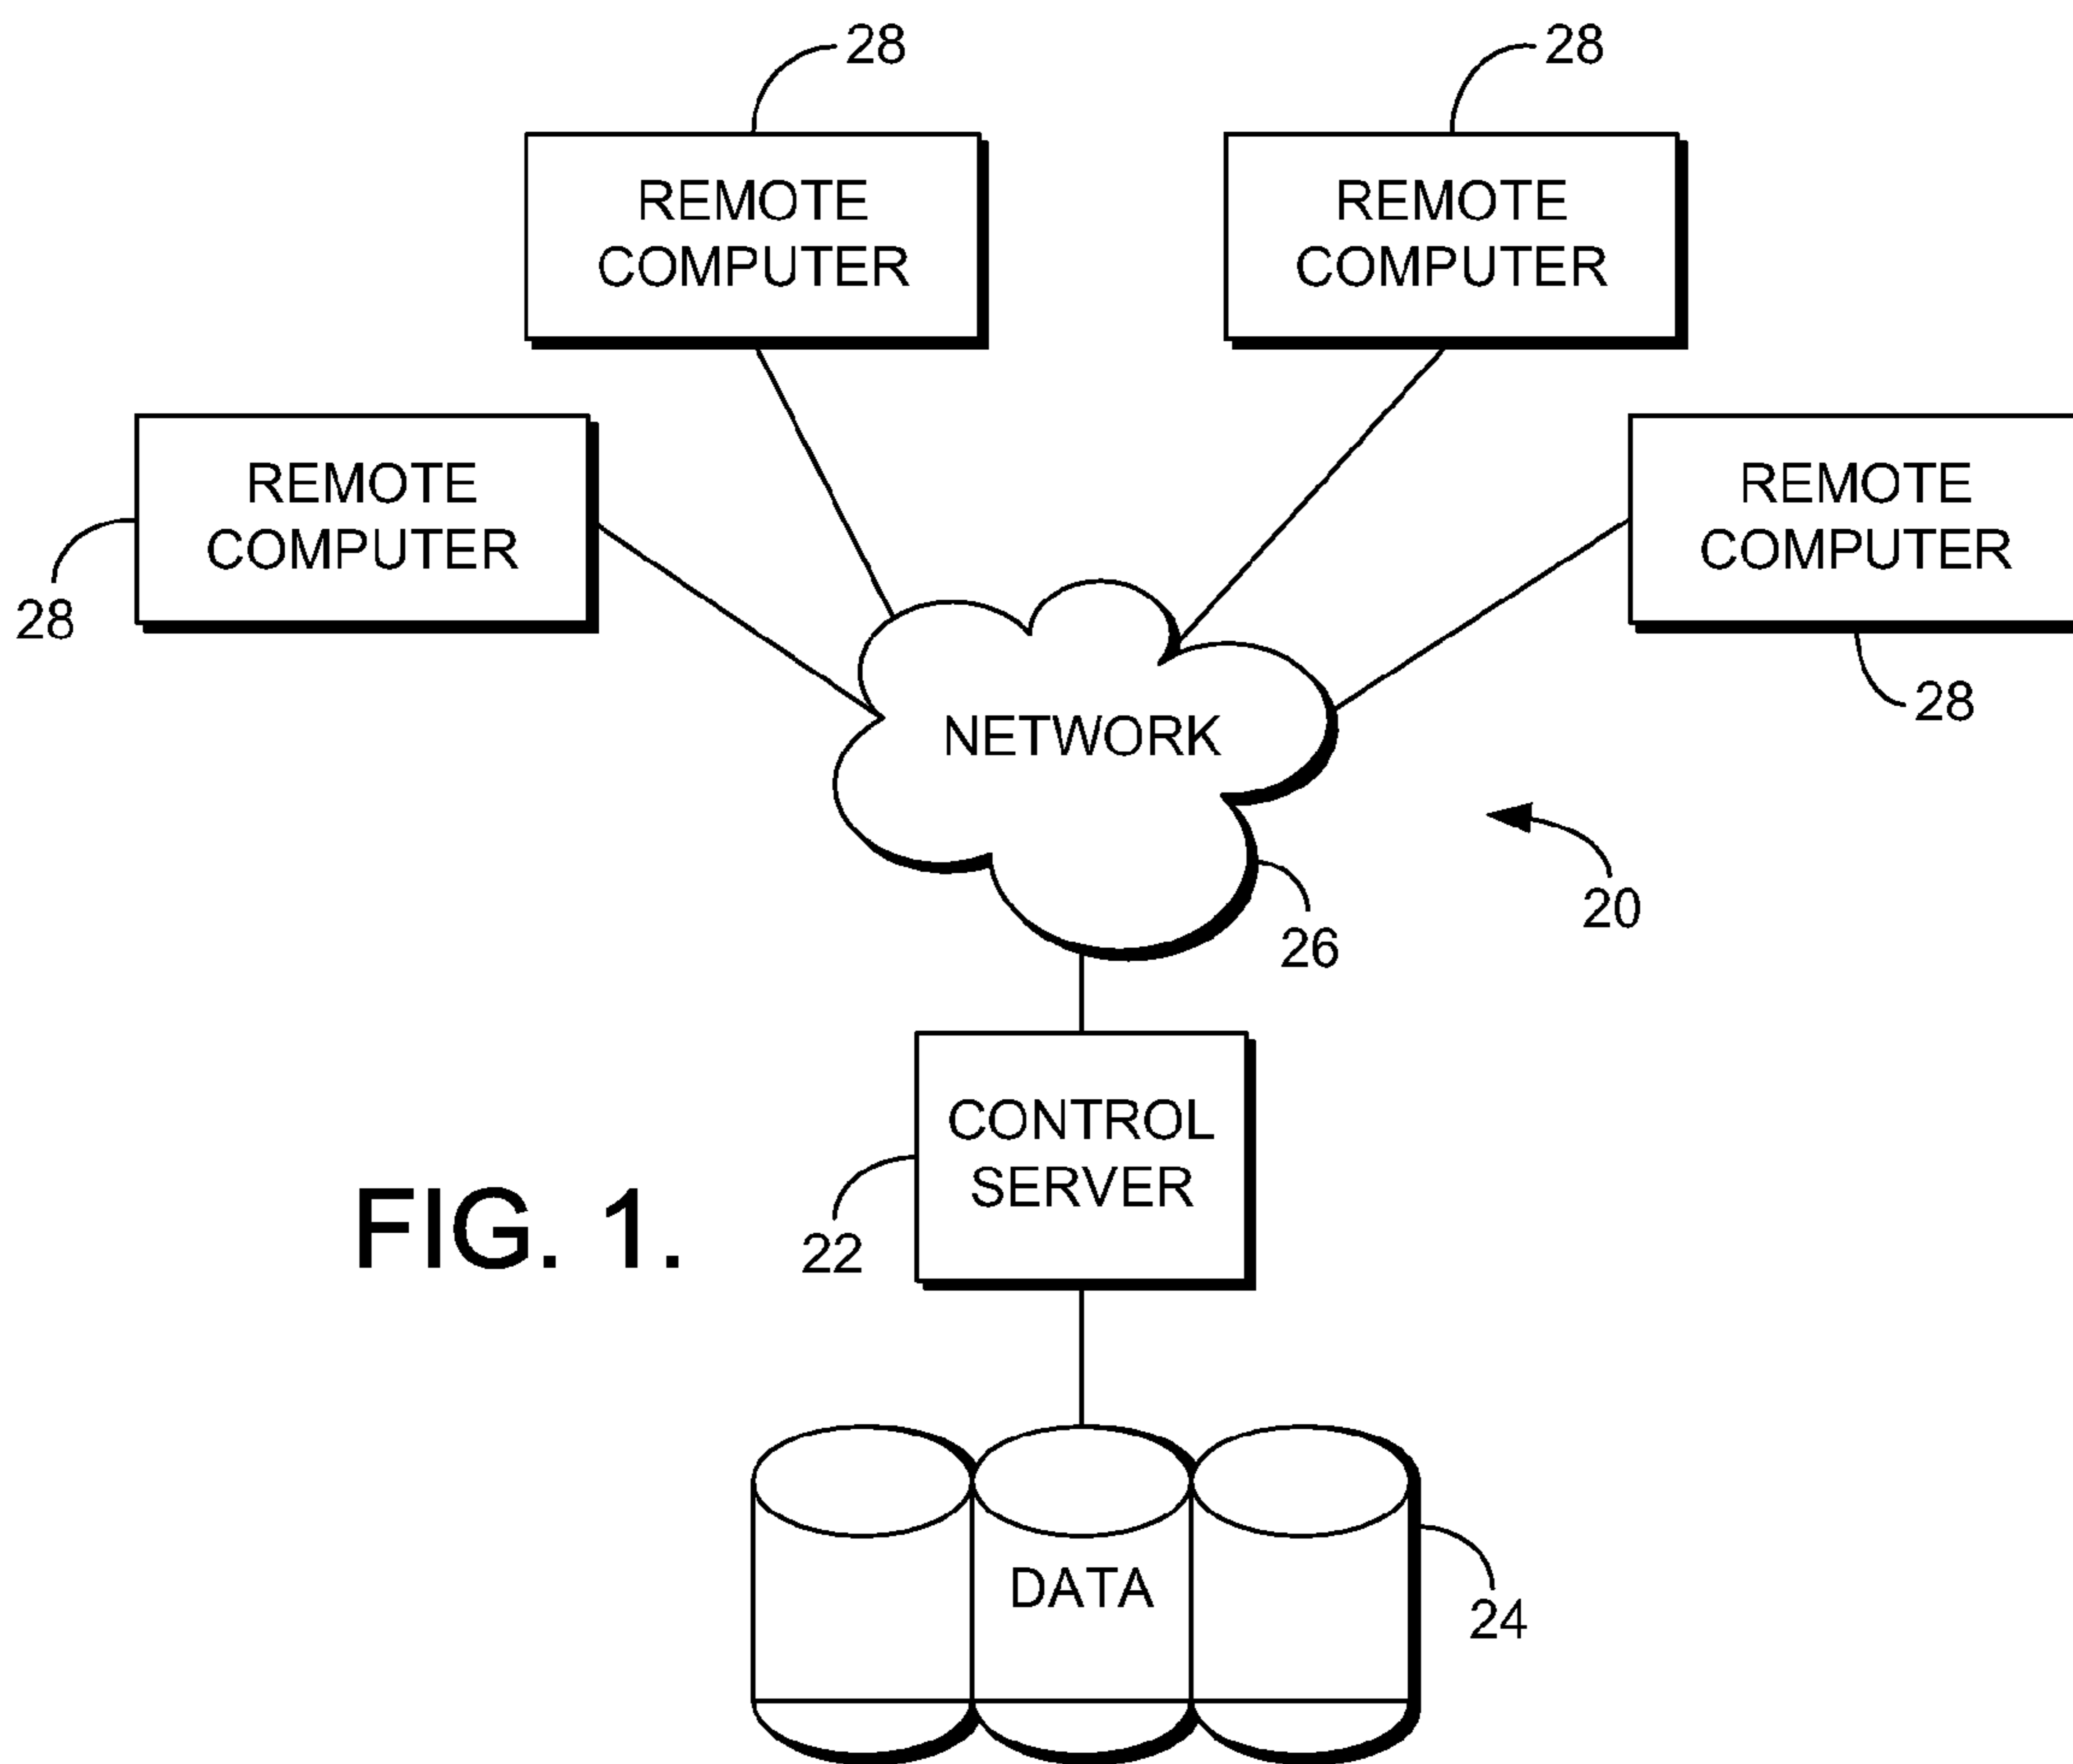 28
28
REMOTE
COMPUTER
REMOTE
COMPUTER
REMOTE
COMPUTER
REMOTE
COMPUTER
28
28
NETWORK
20
26
CONTROL
SERVER
FIG. 1.
22
DATA
24